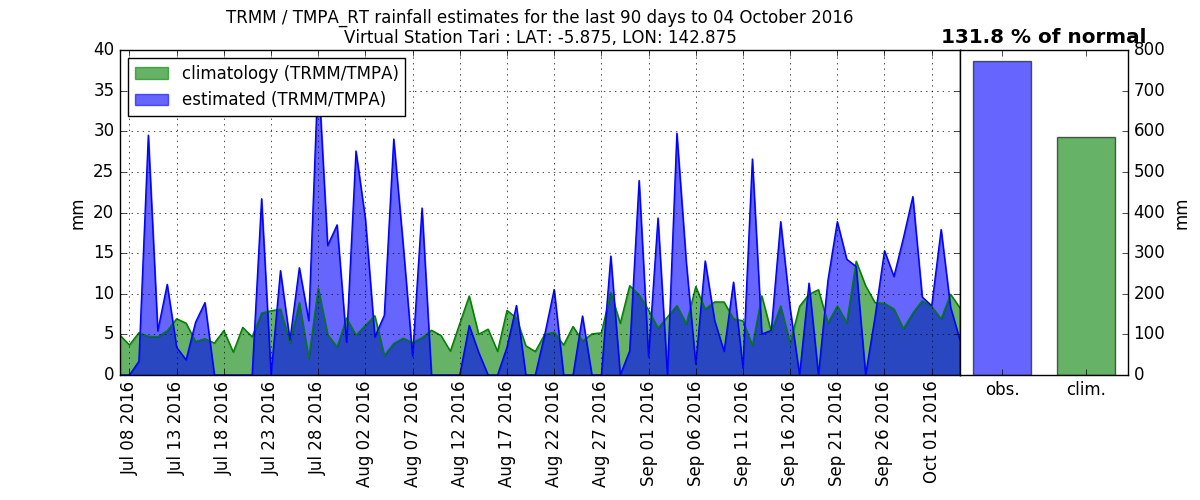 TRMM / TMPA_RT rainfall estimates for the last 90 days to 04 October 2016
Virtual Station Tari : LAT: -5.875, LON: 142.875
131.8 % of normal
climatology (TRMM/TMPA)
estimated (TRMM/TMPA)
40
35
30
25
20
15
10
5
0
mm
Jul 08 2016
Jul 13 2016
Jul 18 2016
Jul 23 2016
Jul 28 2016
Aug 02 2016
Aug 07 2016
Aug 12 2016
Aug 17 2016
Aug 22 2016
Aug 27 2016
Sep 01 2016
Sep 06 2016
Sep 11 2016
Sep 16 2016
Sep 21 2016
Sep 26 2016
Oct 01 2016
obs.
clim.
800
700
600
500
400
300
200
100
0
mm